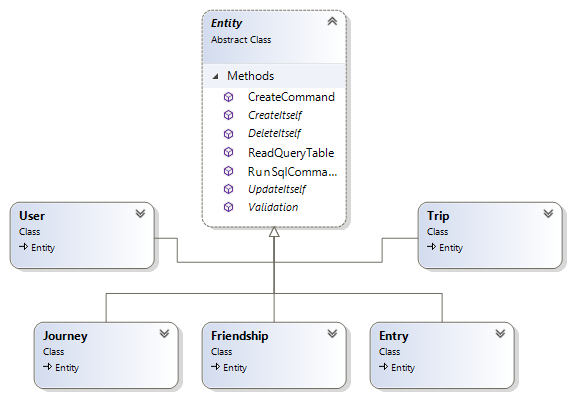 Entity
Abstract Class
Methods
CreateCommand
CreateItself
DeleteItself
ReadQueryTable
RunSqlComma...
UpdateItself
Validation
User
Class
Entity
Trip
Class
Entity
Journey
Class
Entity
Friendship
Class
Entity
Entry
Class
Entity